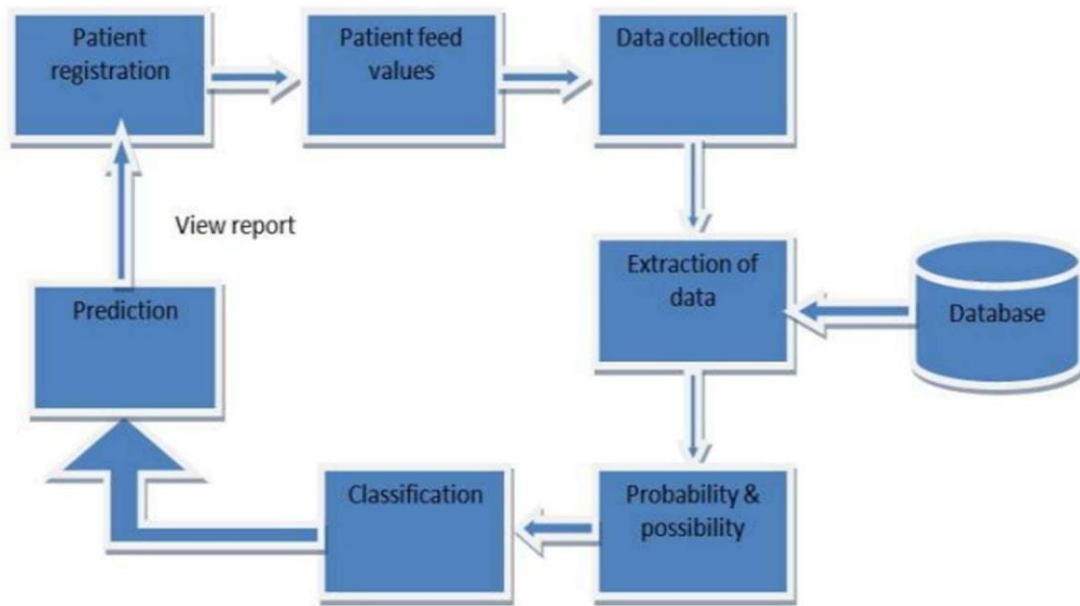 Patient
registration
Patient feed
values
Data collection
View report
Extraction of
data
Database
Prediction
Classification
Probability &
possibility